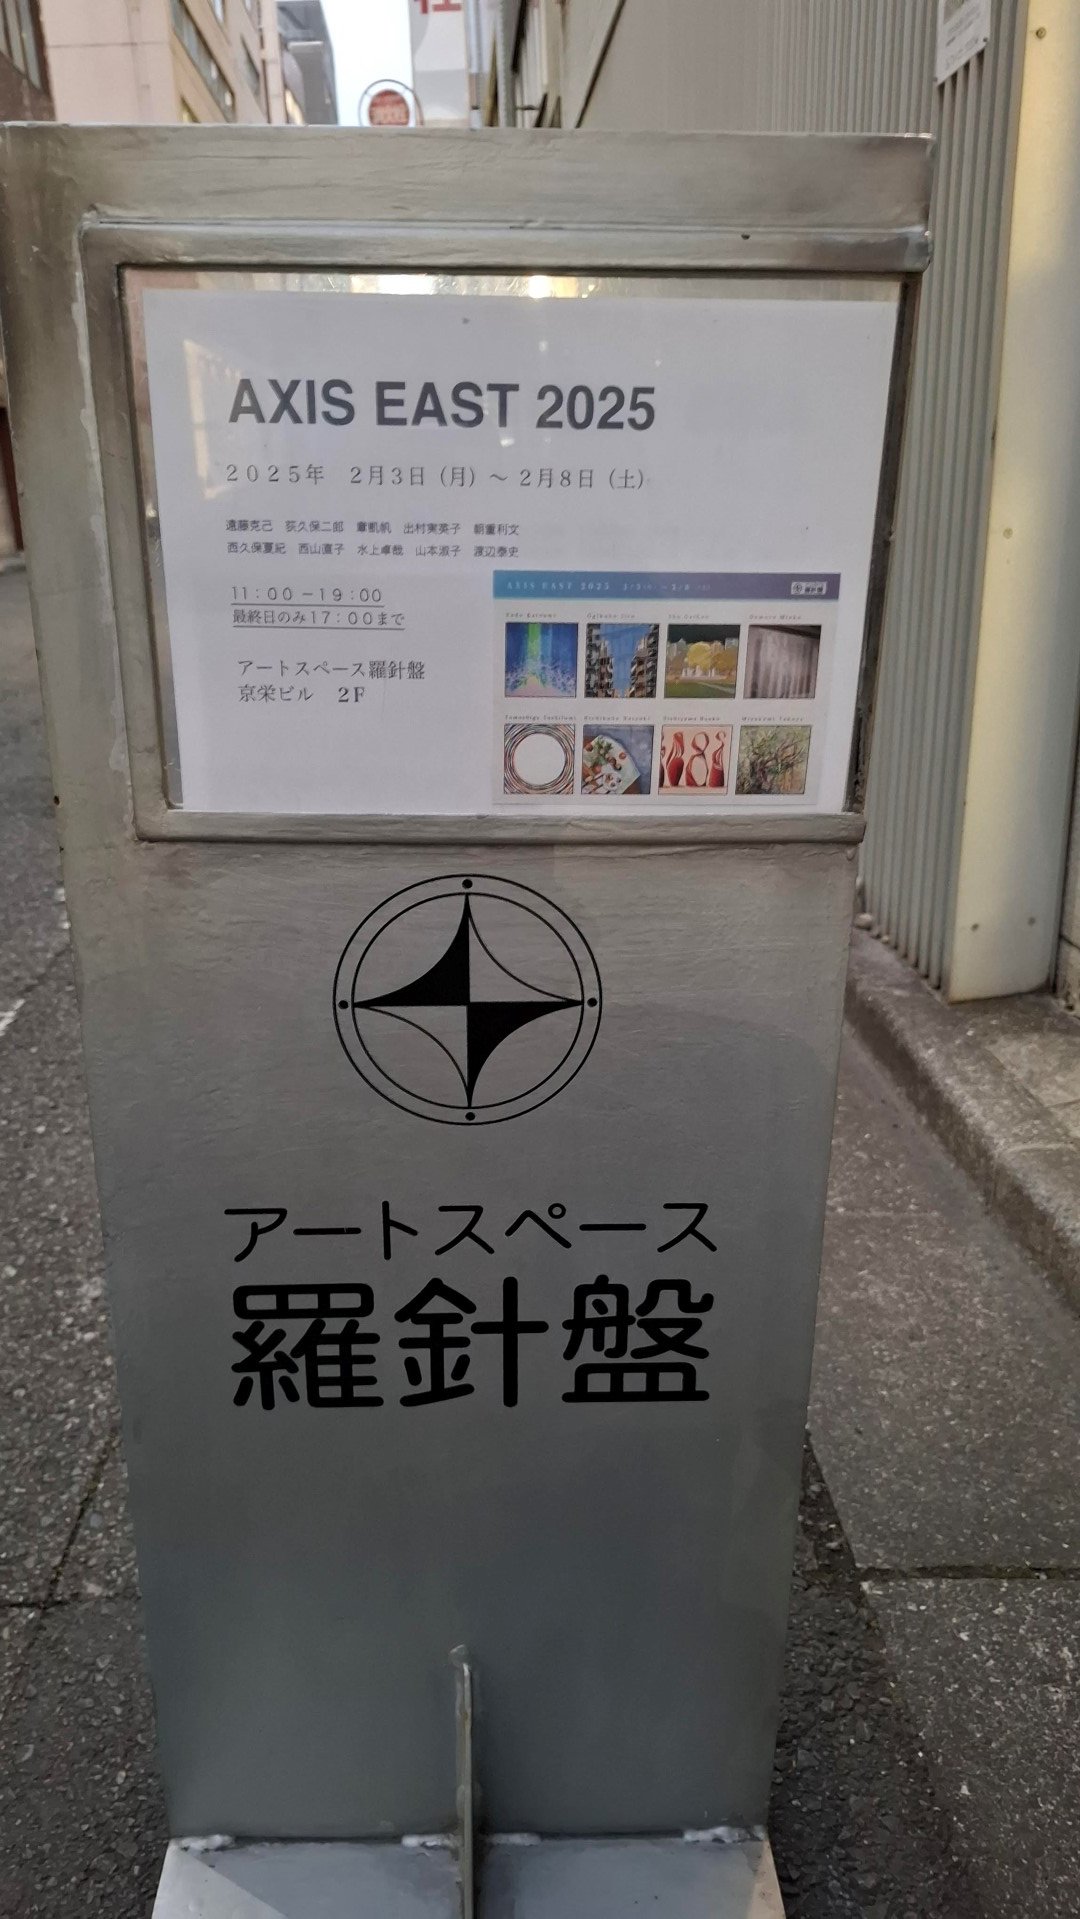 AXIS EAST 2025
2025年 2月3日（月）～2月8日（土）
遠藤克己 荻久保二郎 章凱帆 出村実英子 朝重利文
西久保夏紀 西山直子 水上卓哉 山本淑子 渡辺泰史
11：00－19：00
最終日のみ17：00まで
アートスペース羅針盤
京栄ビル 2F
AXIS EAST 2025
羅針盤
アートスペース
羅針盤